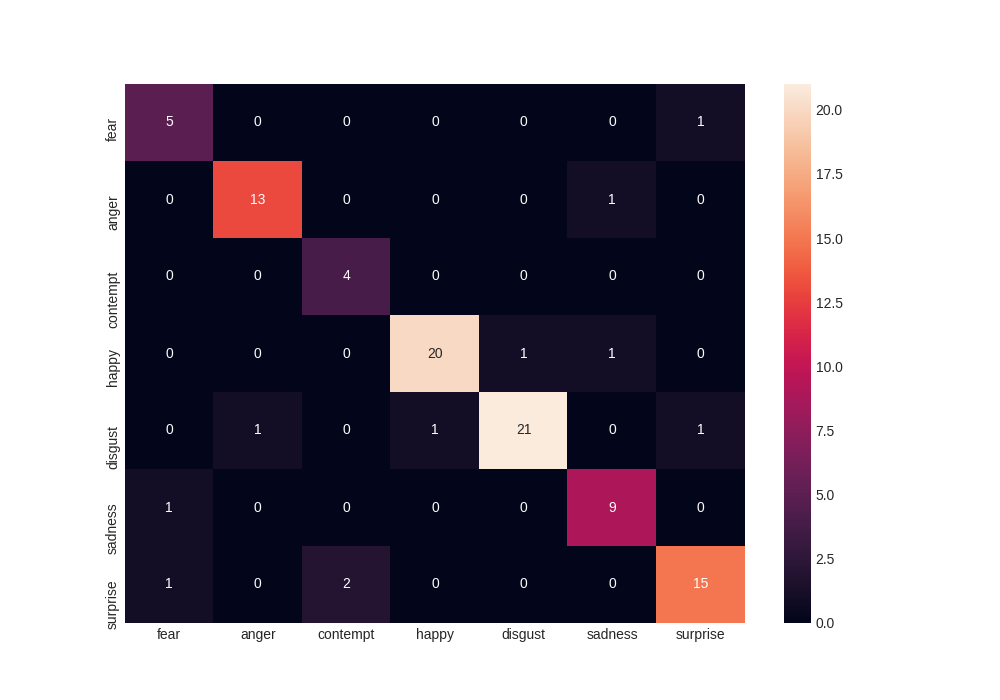 fear 5 0 0 0 0 0 1
anger 0 13 0 0 0 1 0
contempt 0 0 4 0 0 0 0
happy 0 0 0 20 1 1 0
disgust 0 1 0 1 21 0 1
sadness 1 0 0 0 0 9 0
surprise 1 0 2 0 0 0 15
fear anger contempt happy disgust sadness surprise
20.0
17.5
15.0
12.5
10.0
7.5
5.0
2.5
0.0